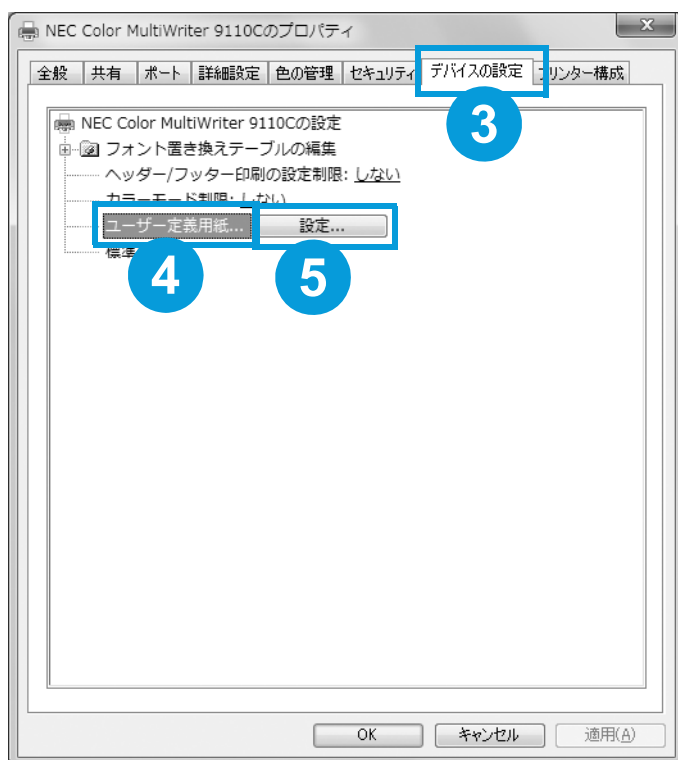 NEC Color MultiWriter 9110Cのプロパティ
X
全般 共有 ポート 詳細設定 色の管理 セキュリティ デバイスの設定 プリンター構成
3
NEC Color MultiWriter 9110Cの設定
フォント置き換えテーブルの編集
ヘッダー/フッター印刷の設定制限: しない
カラーモード制限: しない
ユーザー定義用紙... 設定...
標準
4 5
OK キャンセル 適用(A)